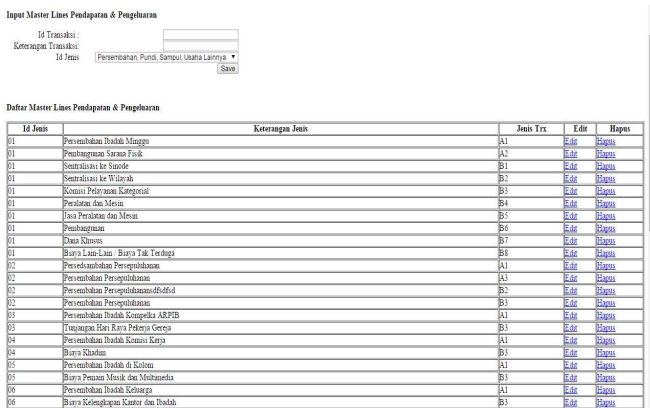 Input Master Lines Pendapatan & Pengeluaran
Id Transaksi :
Keterangan Transaksi:
Id Jenis Persembahan, Pundi, Sampul, Usaha Lainnya
Save
Daftar Master Lines Pendapatan & Pengeluaran
Id Jenis Keterangan Jenis Jenis Trx Edit Hapus
01 Persembahan Ibadah Minggu A1 Edit Hapus
01 Pembangunan Sarana Fisik A2 Edit Hapus
01 Sentralisasi ke Sinode B1 Edit Hapus
01 Sentralisasi ke Wilayah B2 Edit Hapus
01 Komisi Pelayanan Kategorial B3 Edit Hapus
01 Peralatan dan Mesin B4 Edit Hapus
01 Jasa Peralatan dan Mesin B5 Edit Hapus
01 Pembangunan B6 Edit Hapus
01 Dana Khusus B7 Edit Hapus
01 Biaya Lain-Lain / Biaya Tak Terduga B8 Edit Hapus
02 Persedsambahan Persepuluhanan A1 Edit Hapus
02 Persembahan Persepuluhanan A3 Edit Hapus
02 Persembahan Persepuluhanansdfsdfsd B2 Edit Hapus
02 Persembahan Persepuluhanan B3 Edit Hapus
03 Persembahan Ibadah Kompelka ARPIB A1 Edit Hapus
03 Tunjangan Hari Raya Pekerja Gereja B3 Edit Hapus
04 Persembahan Ibadah Komisi Kerja A1 Edit Hapus
04 Biaya Khadim B3 Edit Hapus
05 Persembahan Ibadah di Kolom A1 Edit Hapus
05 Biaya Pemain Musik dan Multimedia B3 Edit Hapus
06 Persembahan Ibadah Keluarga A1 Edit Hapus
06 Biaya Kelengkapan Kantor dan Ibadah B3 Edit Hapus